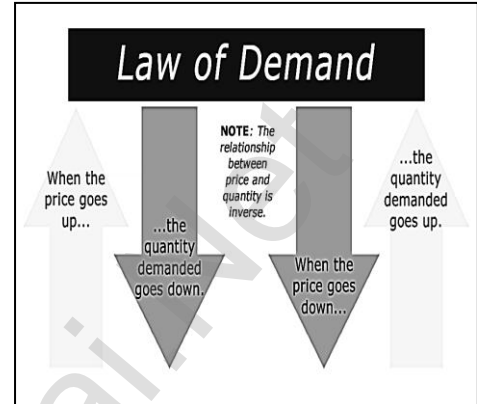 Law of Demand
When the
price goes
up...
...the
quantity
demanded
goes down.
NOTE: The
relationship
between
price and
quantity is
inverse.
When the
price goes
down...
...the
quantity
demanded
goes up.